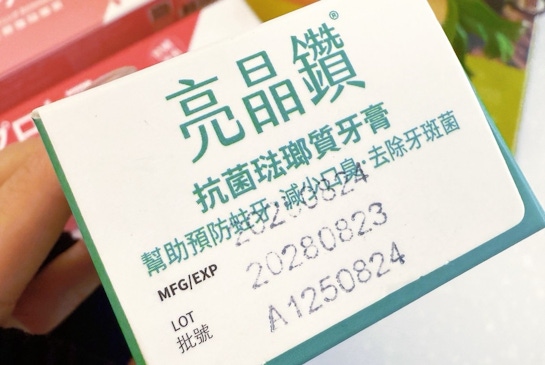 亮晶鑽®
抗菌琺瑯質牙膏
幫助預防蛀牙,減少口臭,去除牙斑菌
20250824
MFG/EXP 20280823
LOT 批號 A1250824